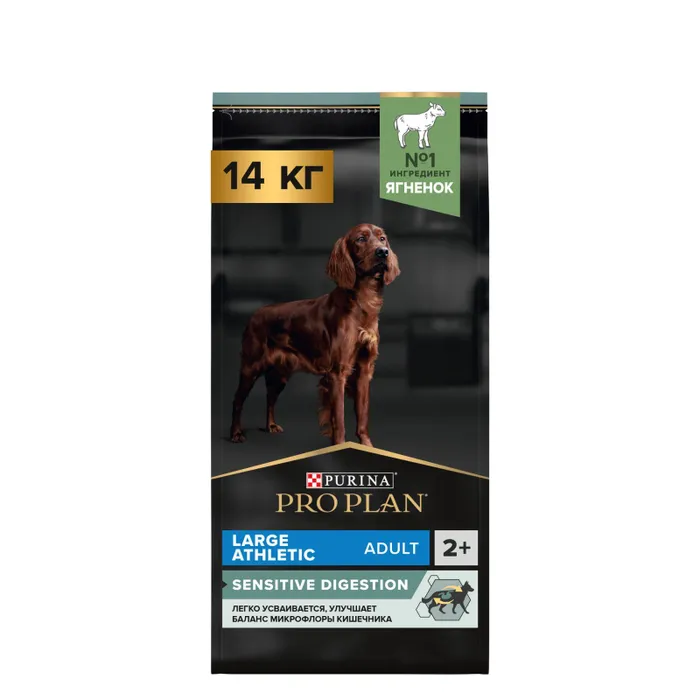 №1
ИНГРЕДИЕНТ
ЯГНЕНОК
14 КГ
PURINA
PRO PLAN
LARGE
ATHLETIC
ADULT
2+
SENSITIVE DIGESTION
ЛЕГКО УСВАИВАЕТСЯ, УЛУЧШАЕТ
БАЛАНС МИКРОФЛОРЫ КИШЕЧНИКА